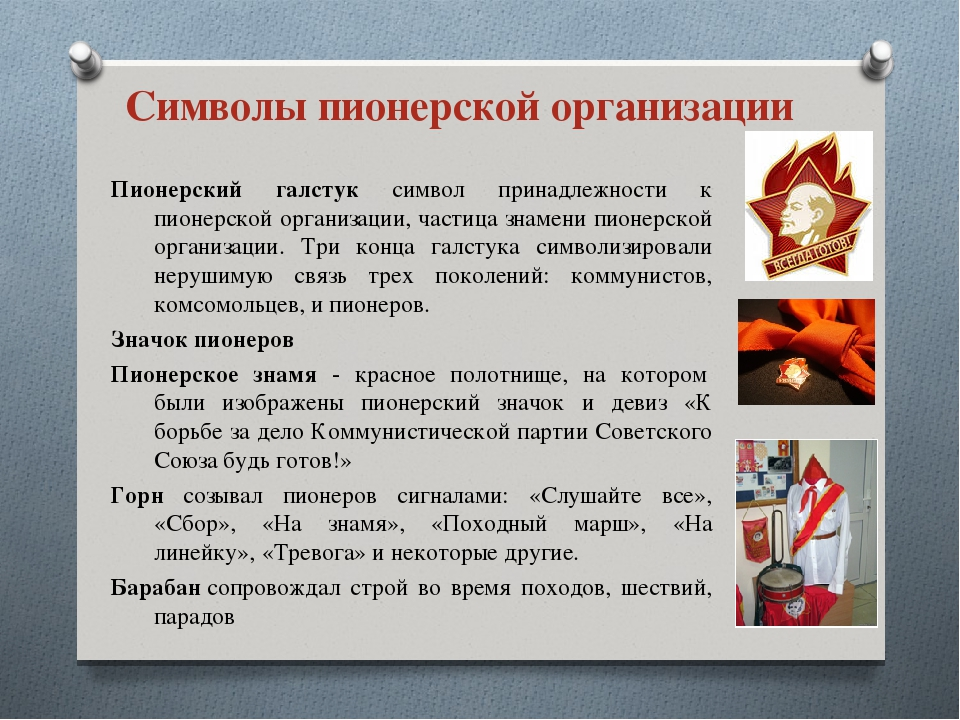 Символы пионерской организации
Пионерский галстук символ принадлежности к
пионерской организации, частица знамени пионерской
организации. Три конца галстука символизировали
нерушимую связь трех поколений: коммунистов,
комсомольцев, и пионеров.
Значок пионеров
Пионерское знамя - красное полотнище, на котором
были изображены пионерский значок и девиз «К
борьбе за дело Коммунистической партии Советского
Союза будь готов!»
Горн созывал пионеров сигналами: «Слушайте все»,
«Сбор», «На знамя», «Походный марш», «На
линейку», «Тревога» и некоторые другие.
Барабан сопровождал строй во время походов, шествий,
парадов
ВСЕГДА ГОТОВ!